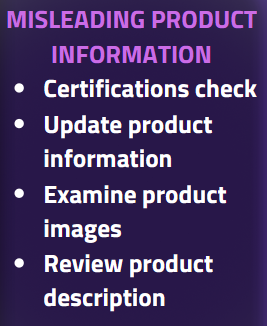 MISLEADING PRODUCT
INFORMATION
• Certifications check
• Update product
information
• Examine product
images
• Review product
description